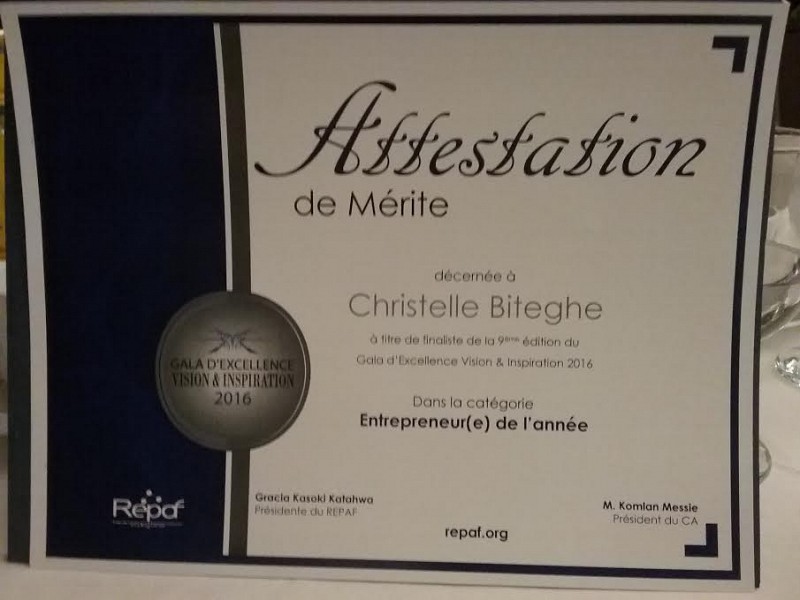 Attestation
de Mérite
décernée à
Christelle Biteghe
à titre de finaliste de la 9ème édition du
Gala d'Excellence Vision & Inspiration 2016
Dans la catégorie
Entrepreneur(e) de l'année
GALA D'EXCELLENCE
VISION & INSPIRATION
2016
Repaf
Gracia Kasoki Katahwa
Présidente du REPAF
repaf.org
M. Komlan Messie
Président du CA